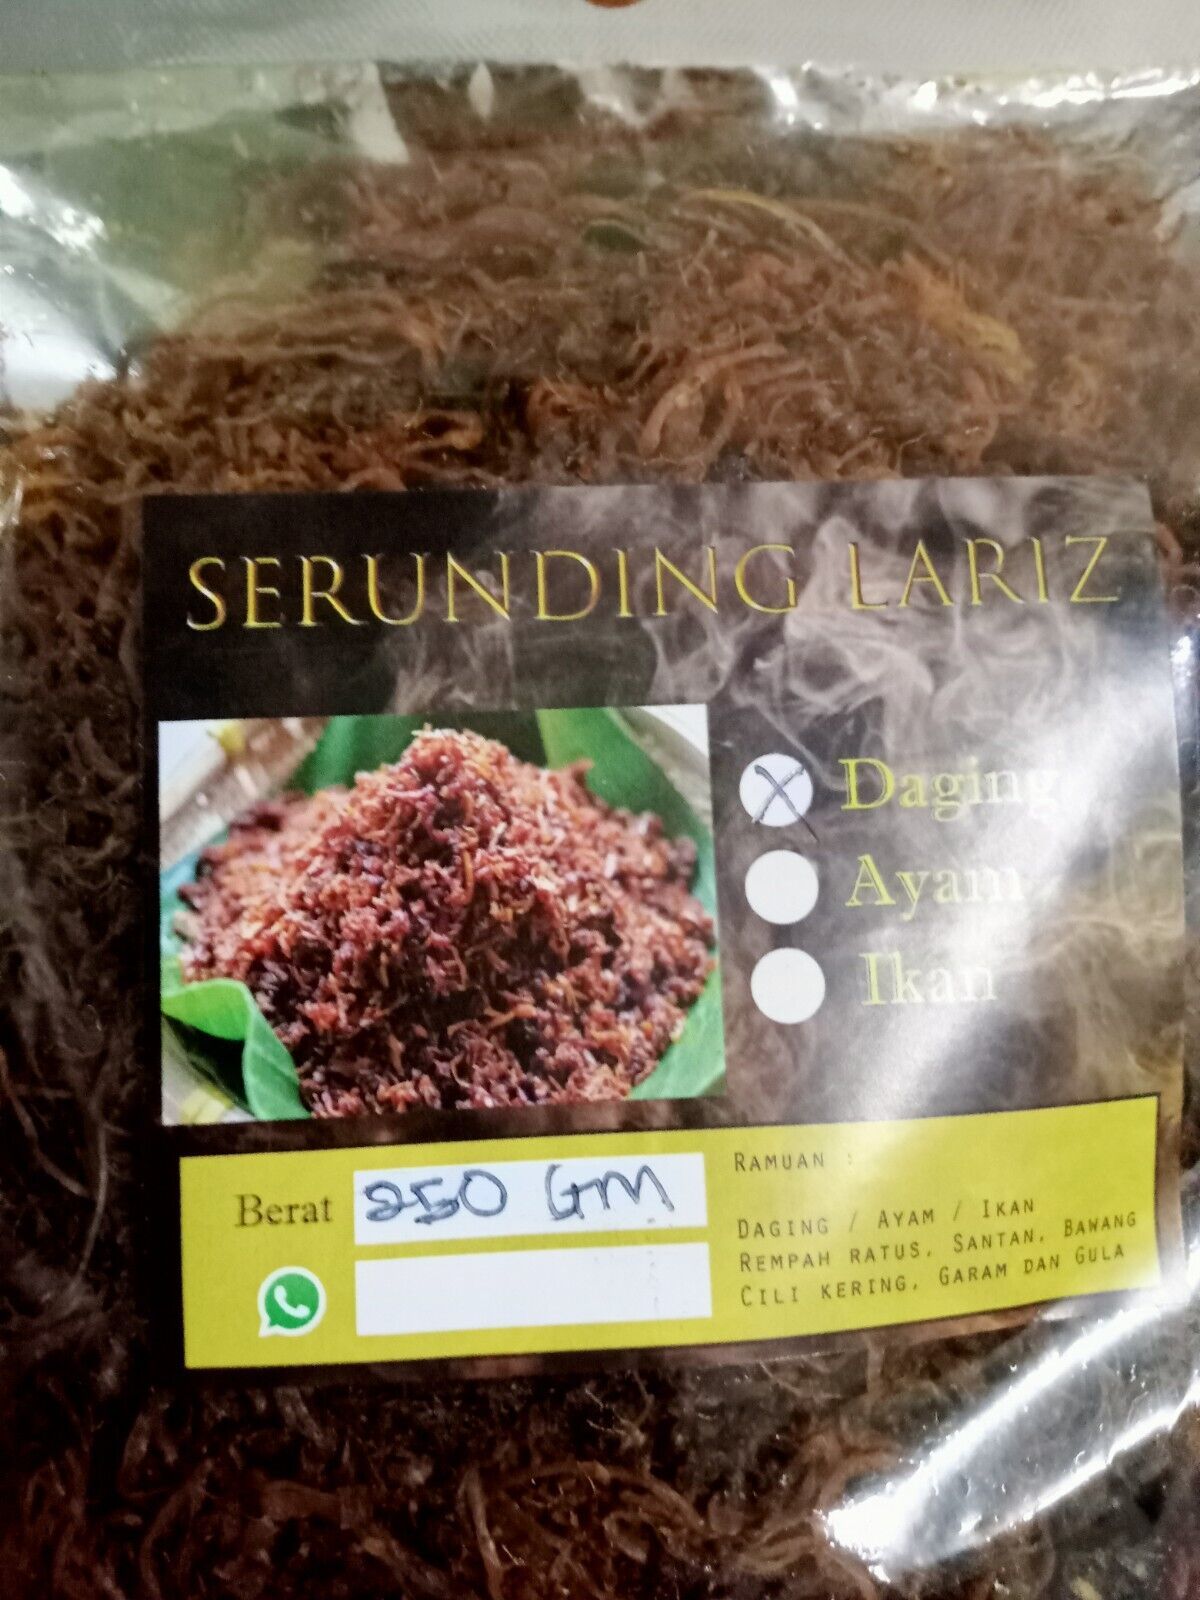 SERUNDING LARIZ
Daging
Ayam
Ikan
Berat 250 GM
RAMUAN :
DAGING / AYAM / IKAN
REMPAH RATUS, SANTAN, BAWANG
CILI KERING, GARAM DAN GULA